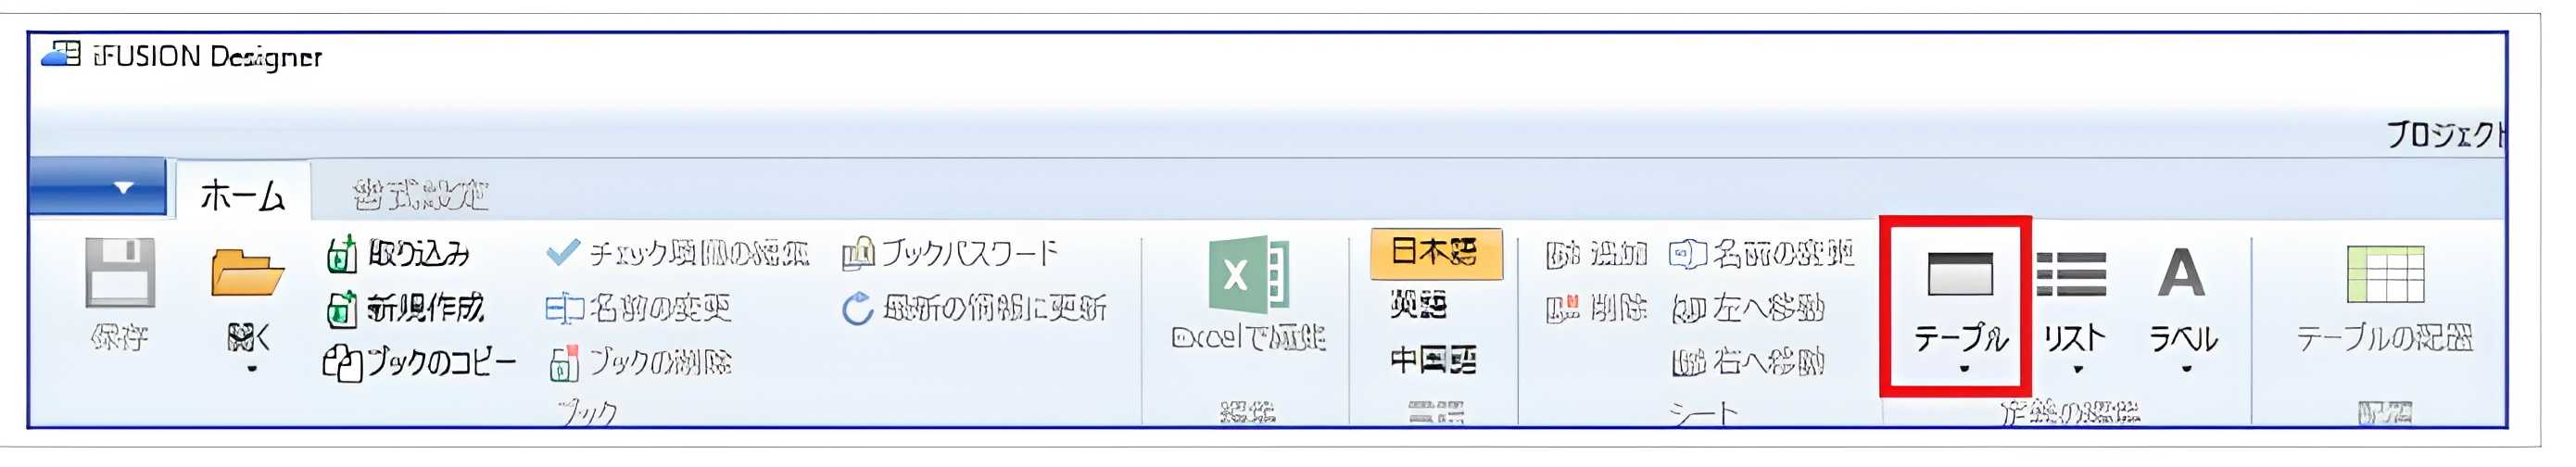 iFUSION Designer
プロジェクト
ホーム 書式設定
保存
開く
取り込み
新規作成
ブックのコピー
チェック項目の編集
名前の変更
ブックの削除
ブックパスワード
最新の情報に更新
ブック
Excelで編集
編集
日本語
英語
中国語
言語
追加
削除
名前の変更
左へ移動
右へ移動
シート
テーブル
リスト
ラベル
定義の編集
テーブルの配置
配置